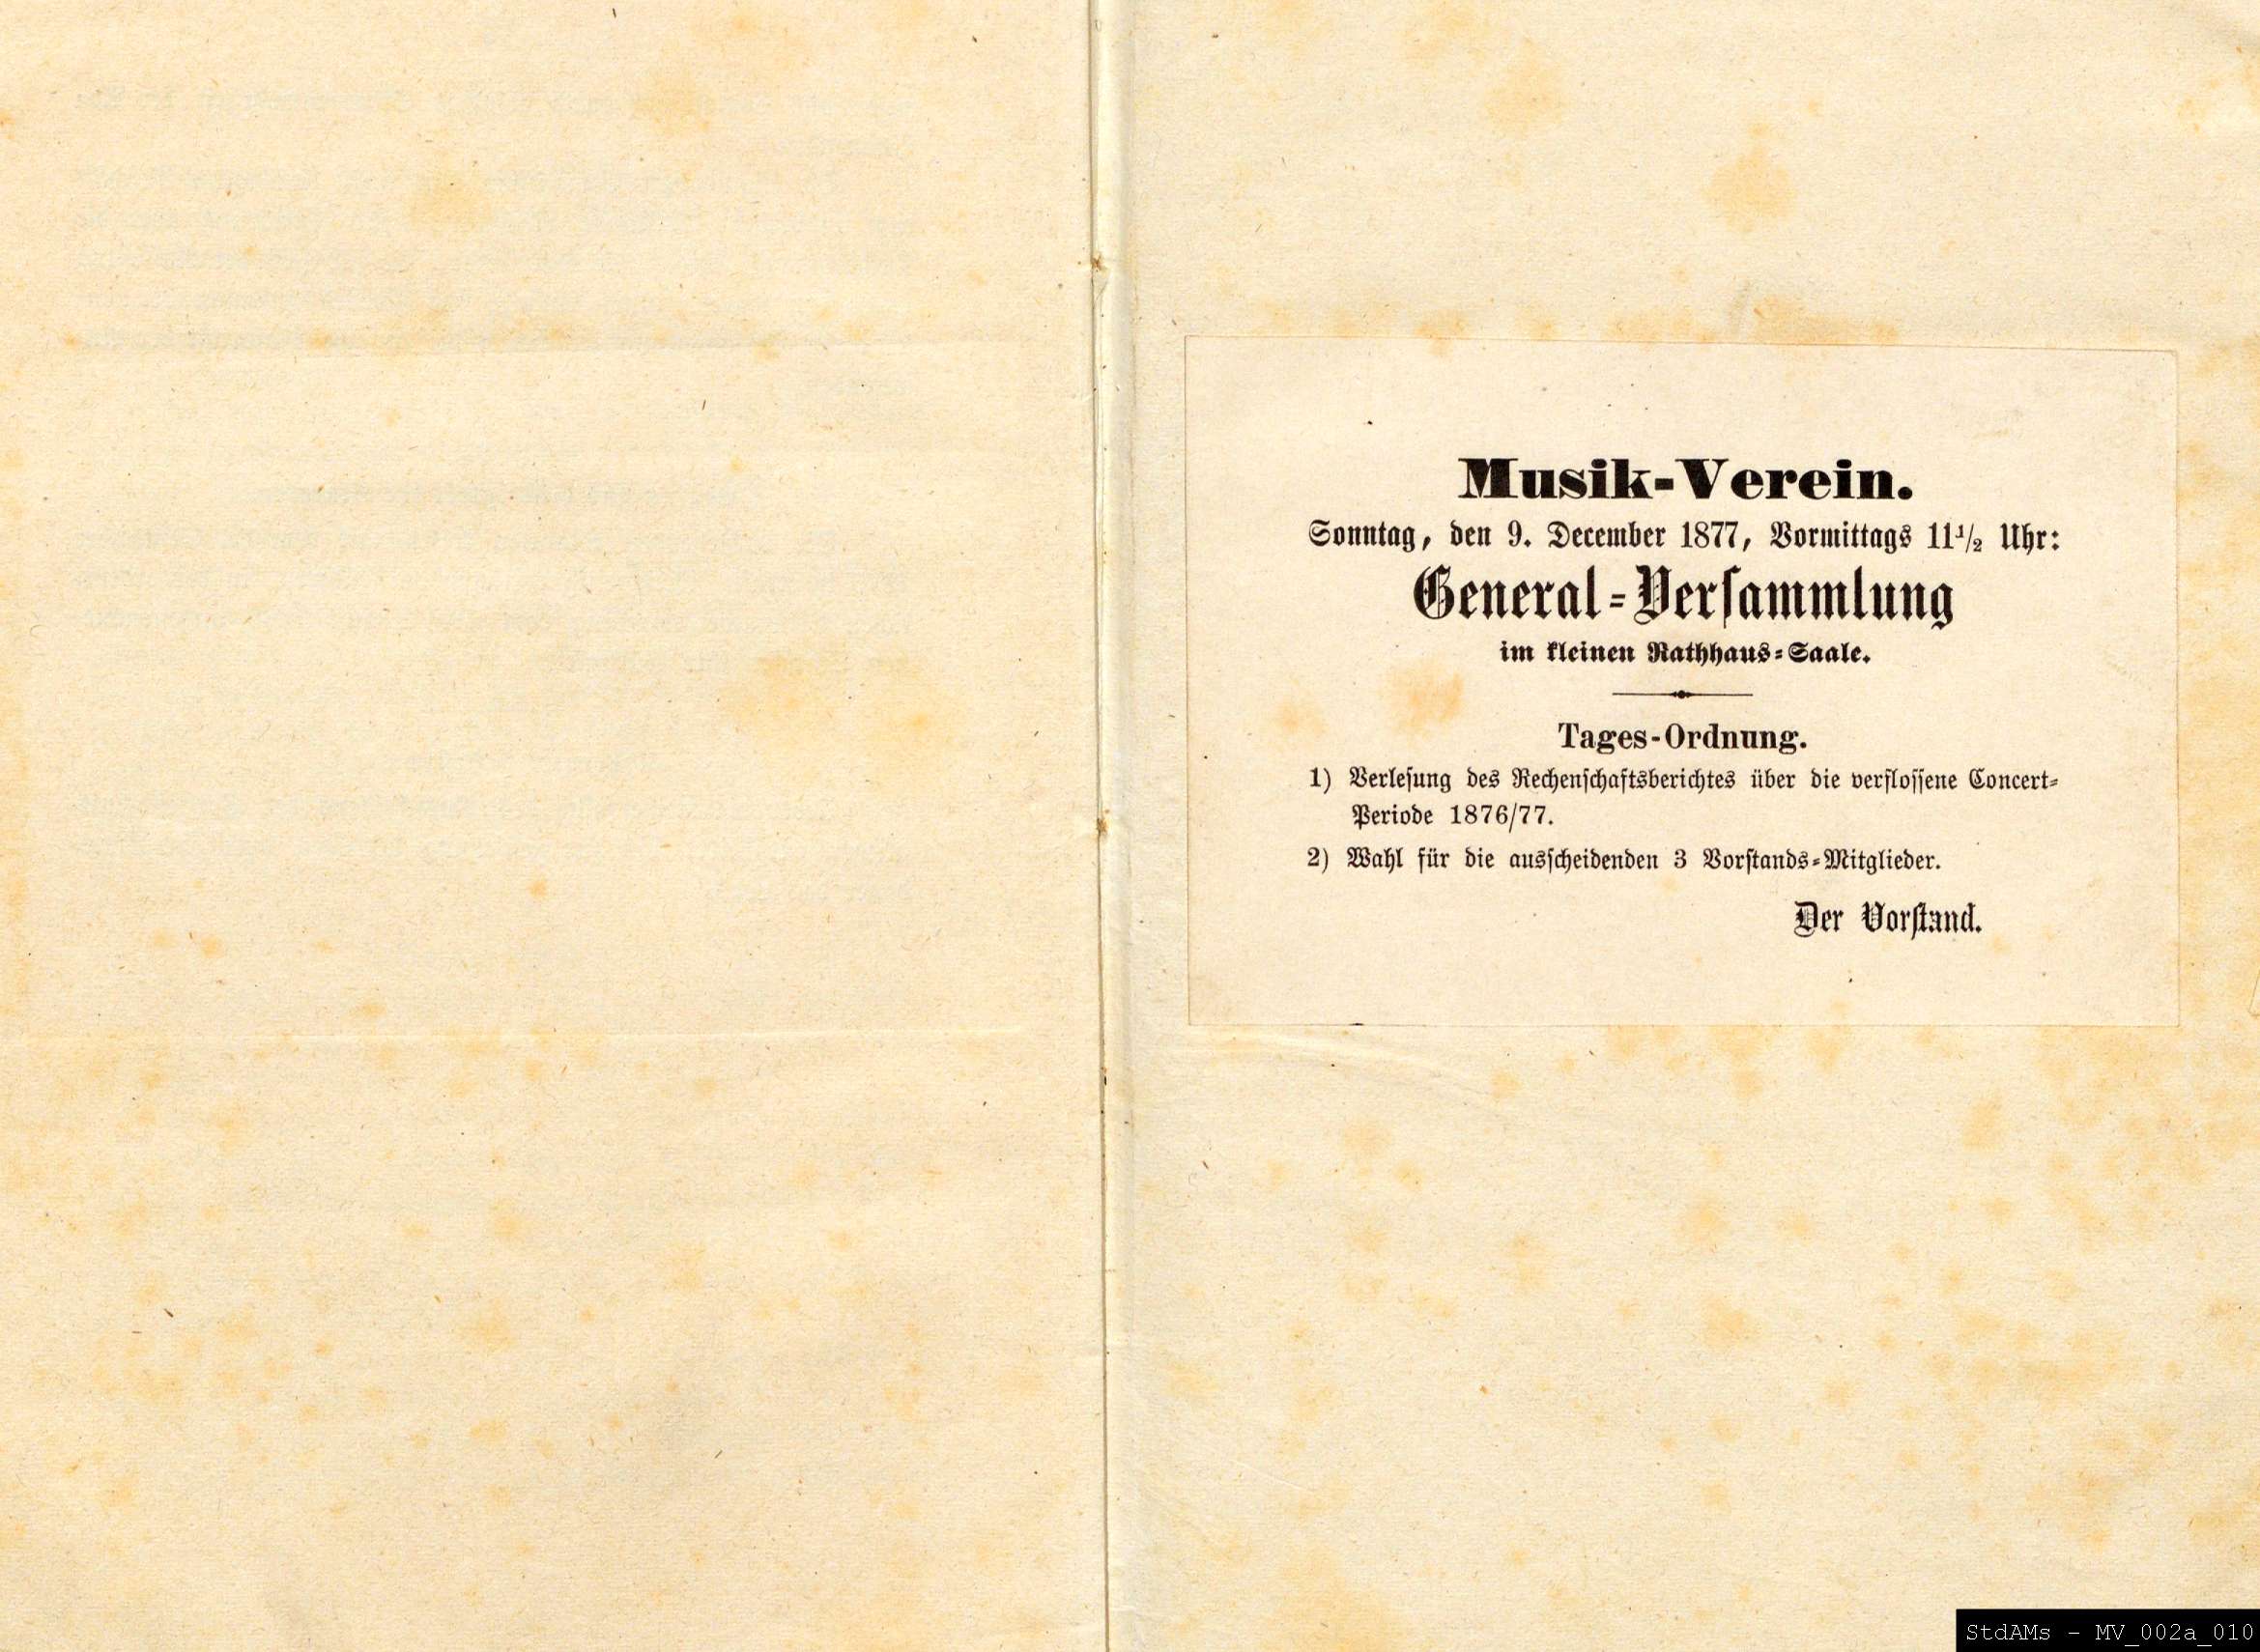 Musik-Verein.
Sonntag, den 9. December 1877, Vormittags 11½ Uhr:
General-Versammlung
im kleinen Rathhaus-Saale.
Tages-Ordnung.
1) Verlesung des Rechenschaftsberichtes über die verflossene Concert-
Periode 1876/77.
2) Wahl für die ausscheidenden 3 Vorstands-Mitglieder.
Der Vorstand.
StdAMs - MV_002a_010